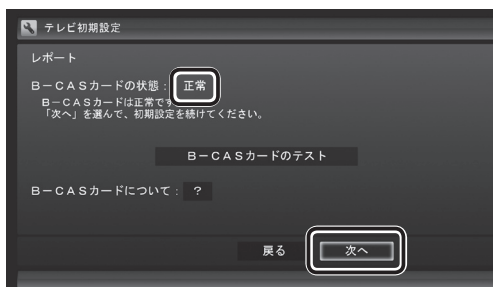 テレビ初期設定
レポート
B－CASカードの状態： 正常
B－CASカードは正常です
「次へ」を選んで、初期設定を続けてください。
B－CASカードのテスト
B－CASカードについて： ？
戻る 次へ